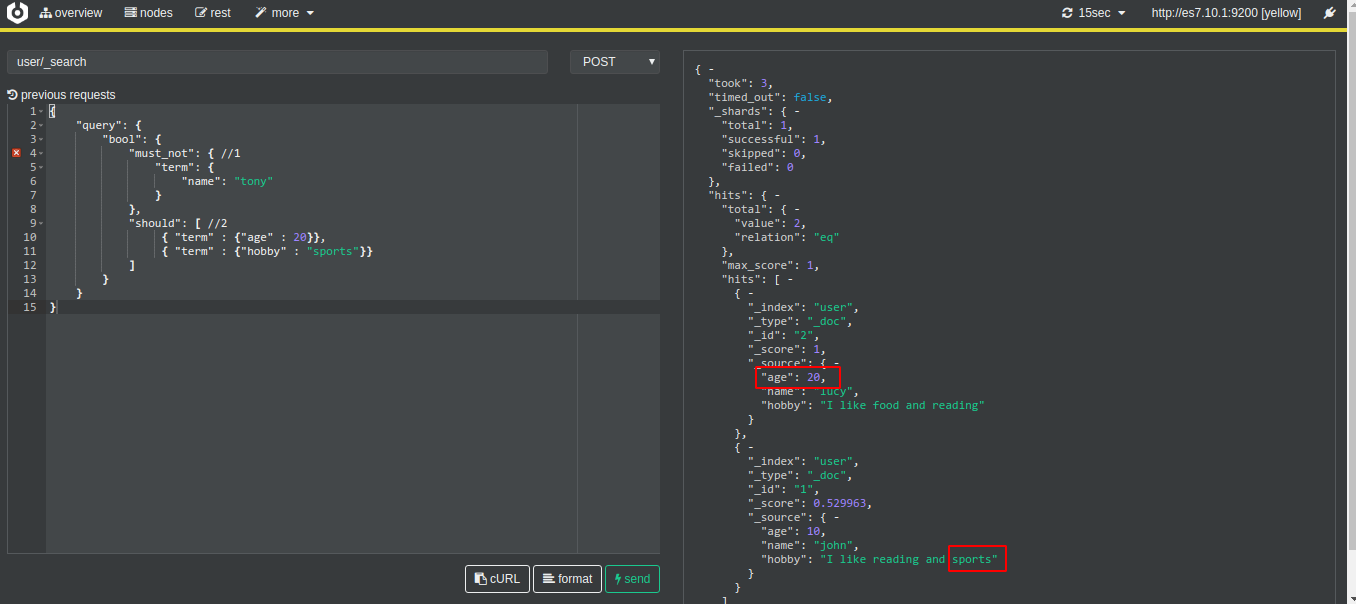 overview nodes rest more 15sec http://es7.10.1:9200 [yellow]
user/_search POST
previous requests
1 {
2 "query": {
3 "bool": {
4 "must_not": { //1
5 "term": {
6 "name": "tony"
7 }
8 },
9 "should": [ //2
10 { "term" : {"age" : 20}},
11 { "term" : {"hobby" : "sports"}}
12 ]
13 }
14 }
15 }
cURL format send
{ -
"took": 3,
"timed_out": false,
"_shards": { -
"total": 1,
"successful": 1,
"skipped": 0,
"failed": 0
},
"hits": { -
"total": { -
"value": 2,
"relation": "eq"
},
"max_score": 1,
"hits": [ -
{ -
"_index": "user",
"_type": "_doc",
"_id": "2",
"_score": 1,
"_source": { -
"age": 20,
"name": "lucy",
"hobby": "I like food and reading"
}
},
{ -
"_index": "user",
"_type": "_doc",
"_id": "1",
"_score": 0.529963,
"_source": { -
"age": 10,
"name": "john",
"hobby": "I like reading and sports"
}
}
]